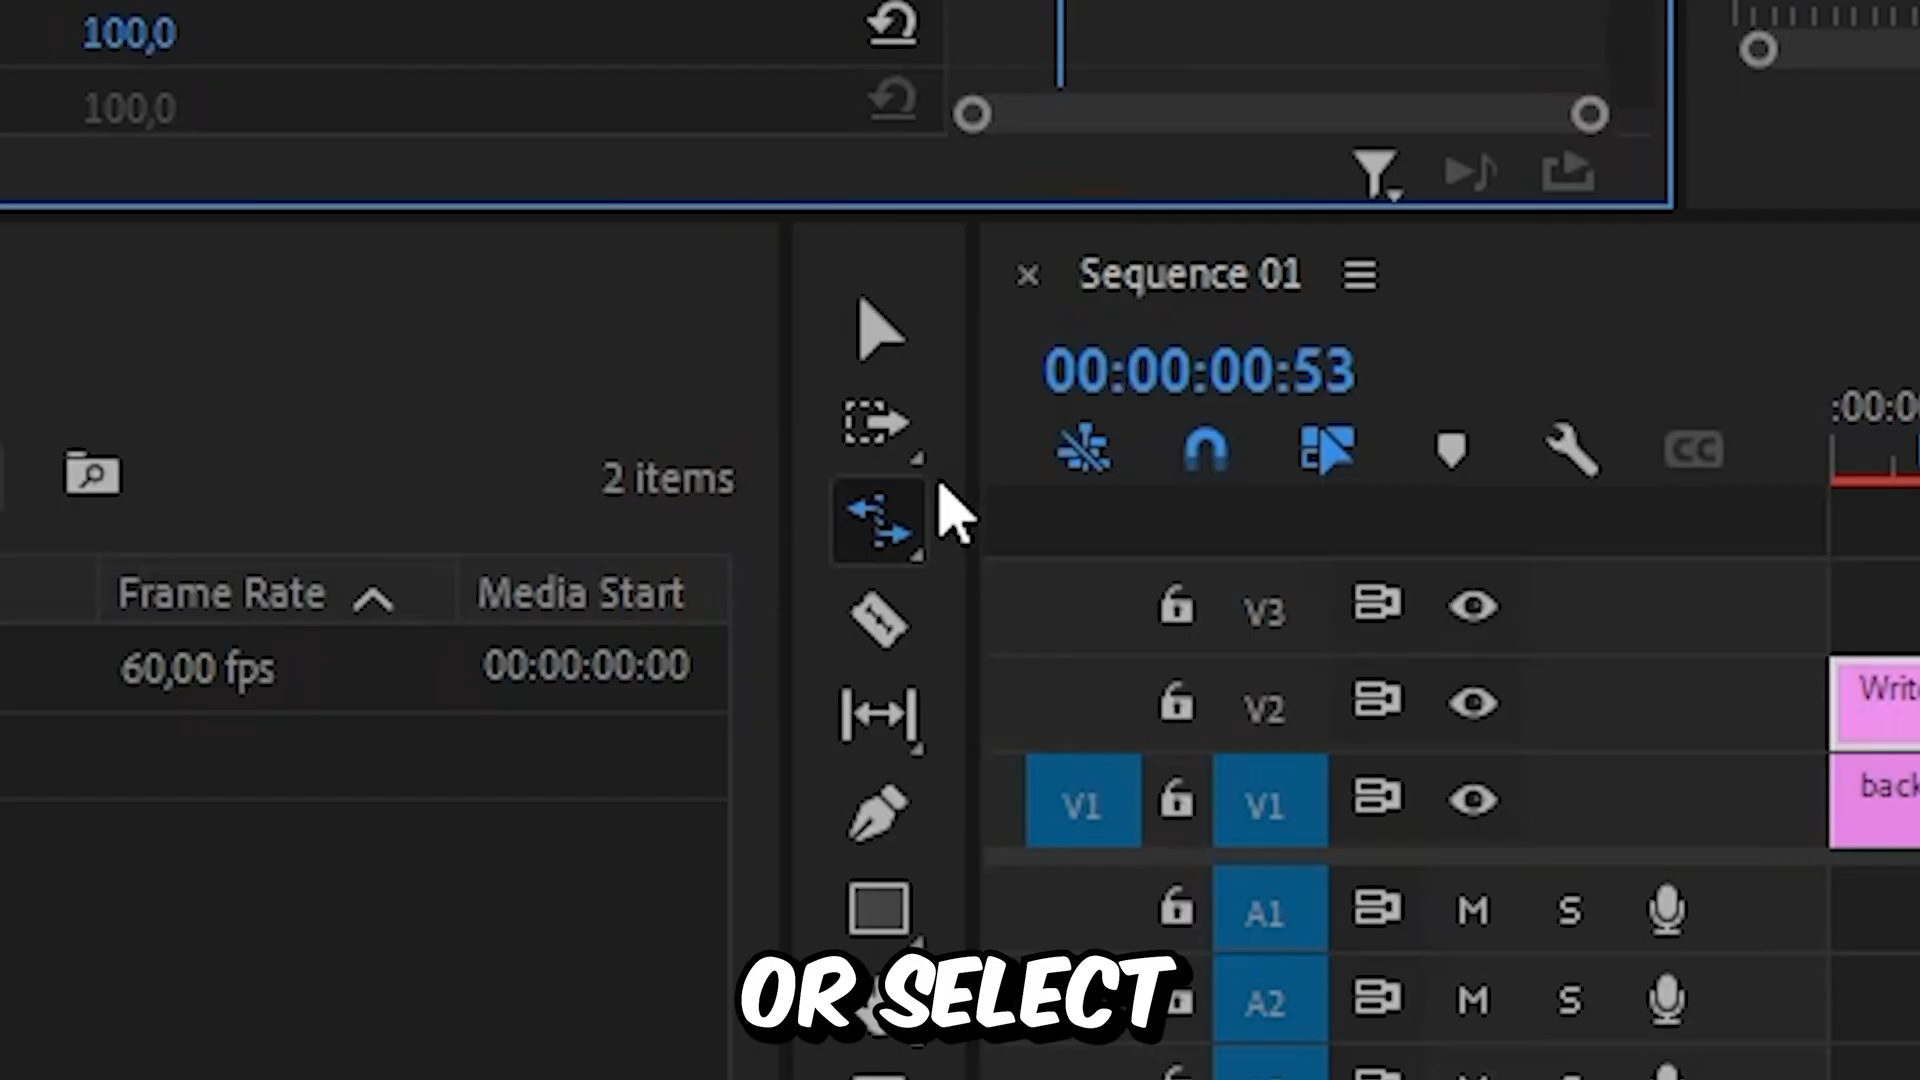 100,0
100,0
Sequence 01
00:00:00:53
:00:0
CC
2 items
Frame Rate
Media Start
60,00 fps
00:00:00:00
V3
V2
Writ
V1
V1
back
A1
M
S
OR SELECT
A2
M
S